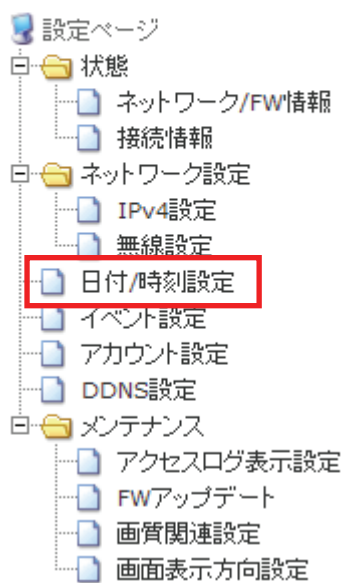 設定ページ
状態
ネットワーク/FW情報
接続情報
ネットワーク設定
IPv4設定
無線設定
日付/時刻設定
イベント設定
アカウント設定
DDNS設定
メンテナンス
アクセスログ表示設定
FWアップデート
画質関連設定
画面表示方向設定